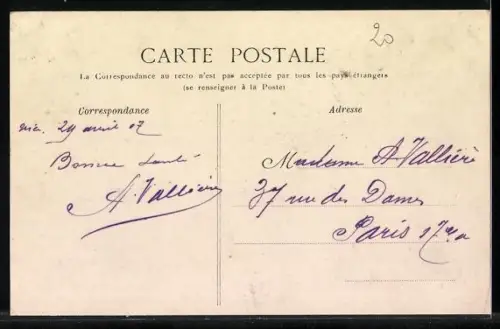 20
CARTE POSTALE
La Correspondance au recto n'est pas acceptée par tous les pays étrangers
(se renseigner à la Poste)
Correspondance
Adresse
29 avril 07
Bonne santé
A. Vallière
Madame A. Vallière
37 rue des Dames
Paris 17